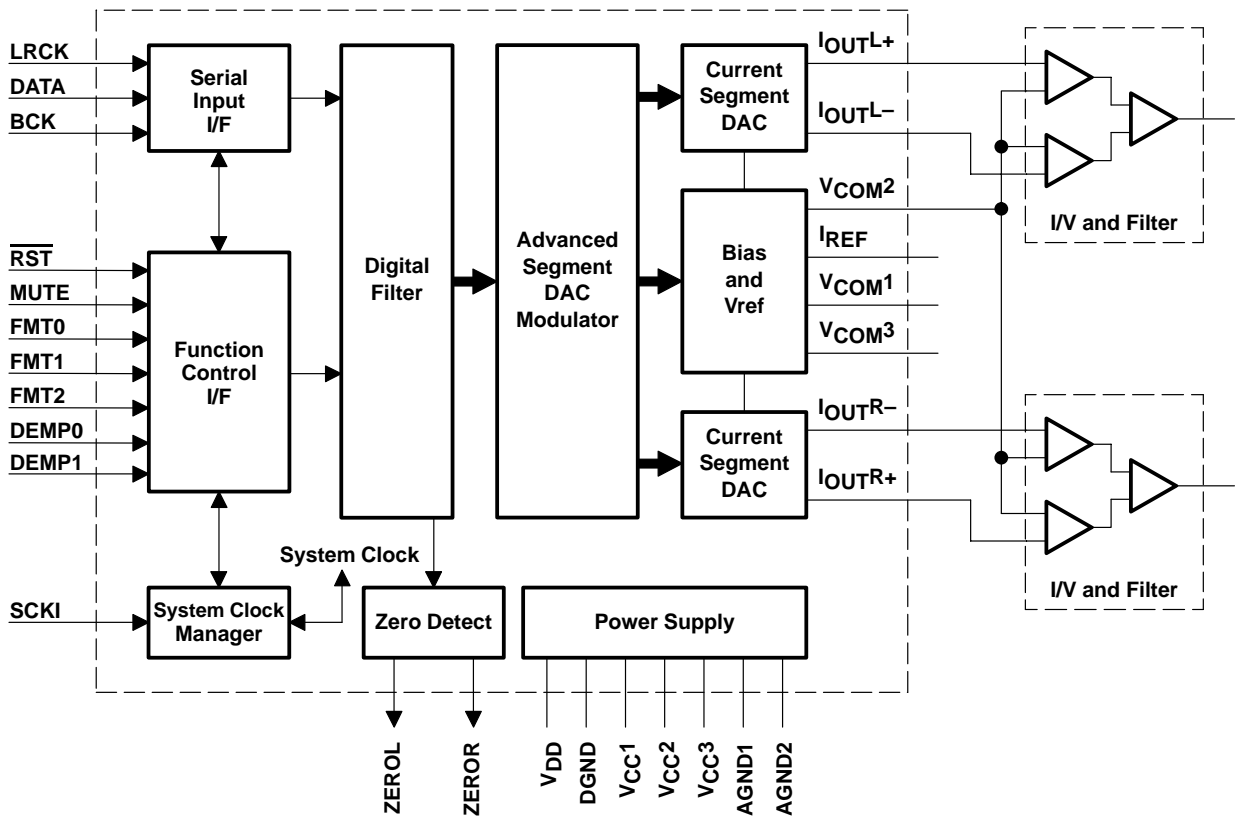 LRCK
DATA
BCK
Serial
Input
I/F
RST
MUTE
FMT0
FMT1
FMT2
DEMP0
DEMP1
Function
Control
I/F
SCKI
System Clock
Manager
System Clock
Digital
Filter
Zero Detect
ZEROL
ZEROR
Advanced
Segment
DAC
Modulator
Current
Segment
DAC
Bias
and
Vref
Current
Segment
DAC
Power Supply
VDD
DGND
VCC1
VCC2
VCC3
AGND1
AGND2
IOUTL+
IOUTL–
VCOM2
IREF
VCOM1
VCOM3
IOUTR–
IOUTR+
I/V and Filter
I/V and Filter